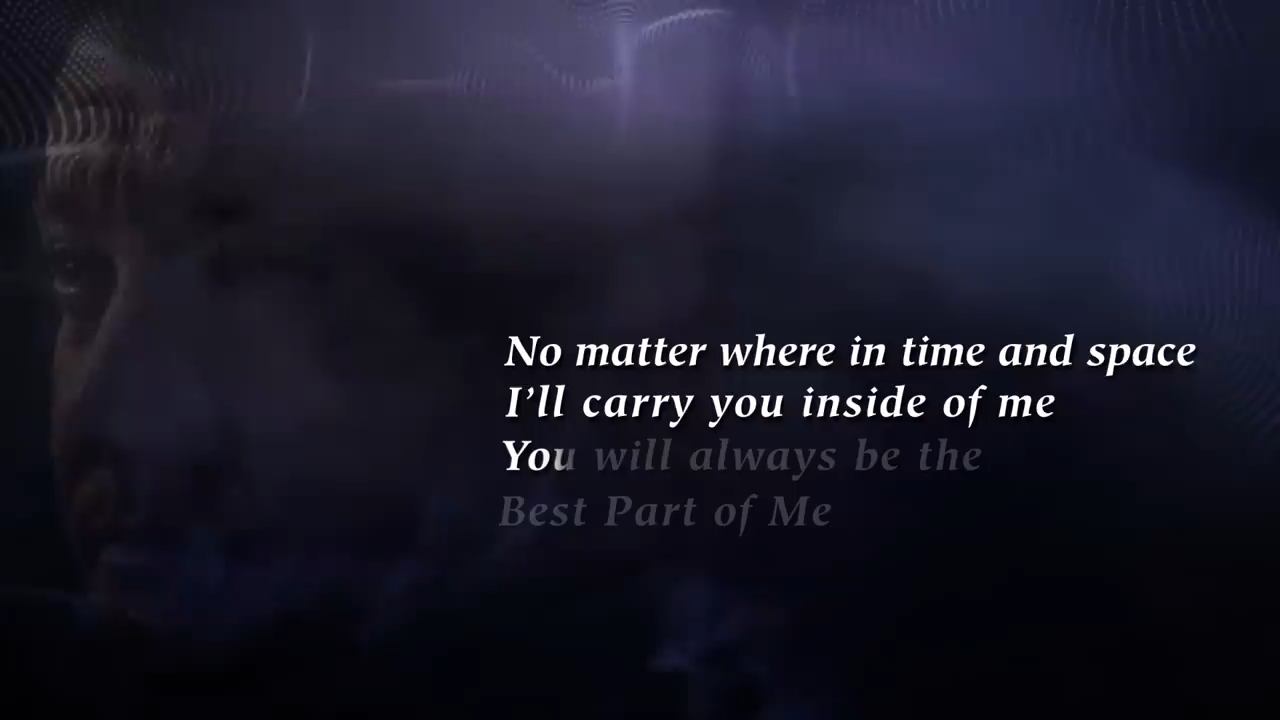 No matter where in time and space
I’ll carry you inside of me
You will always be the
Best Part of Me